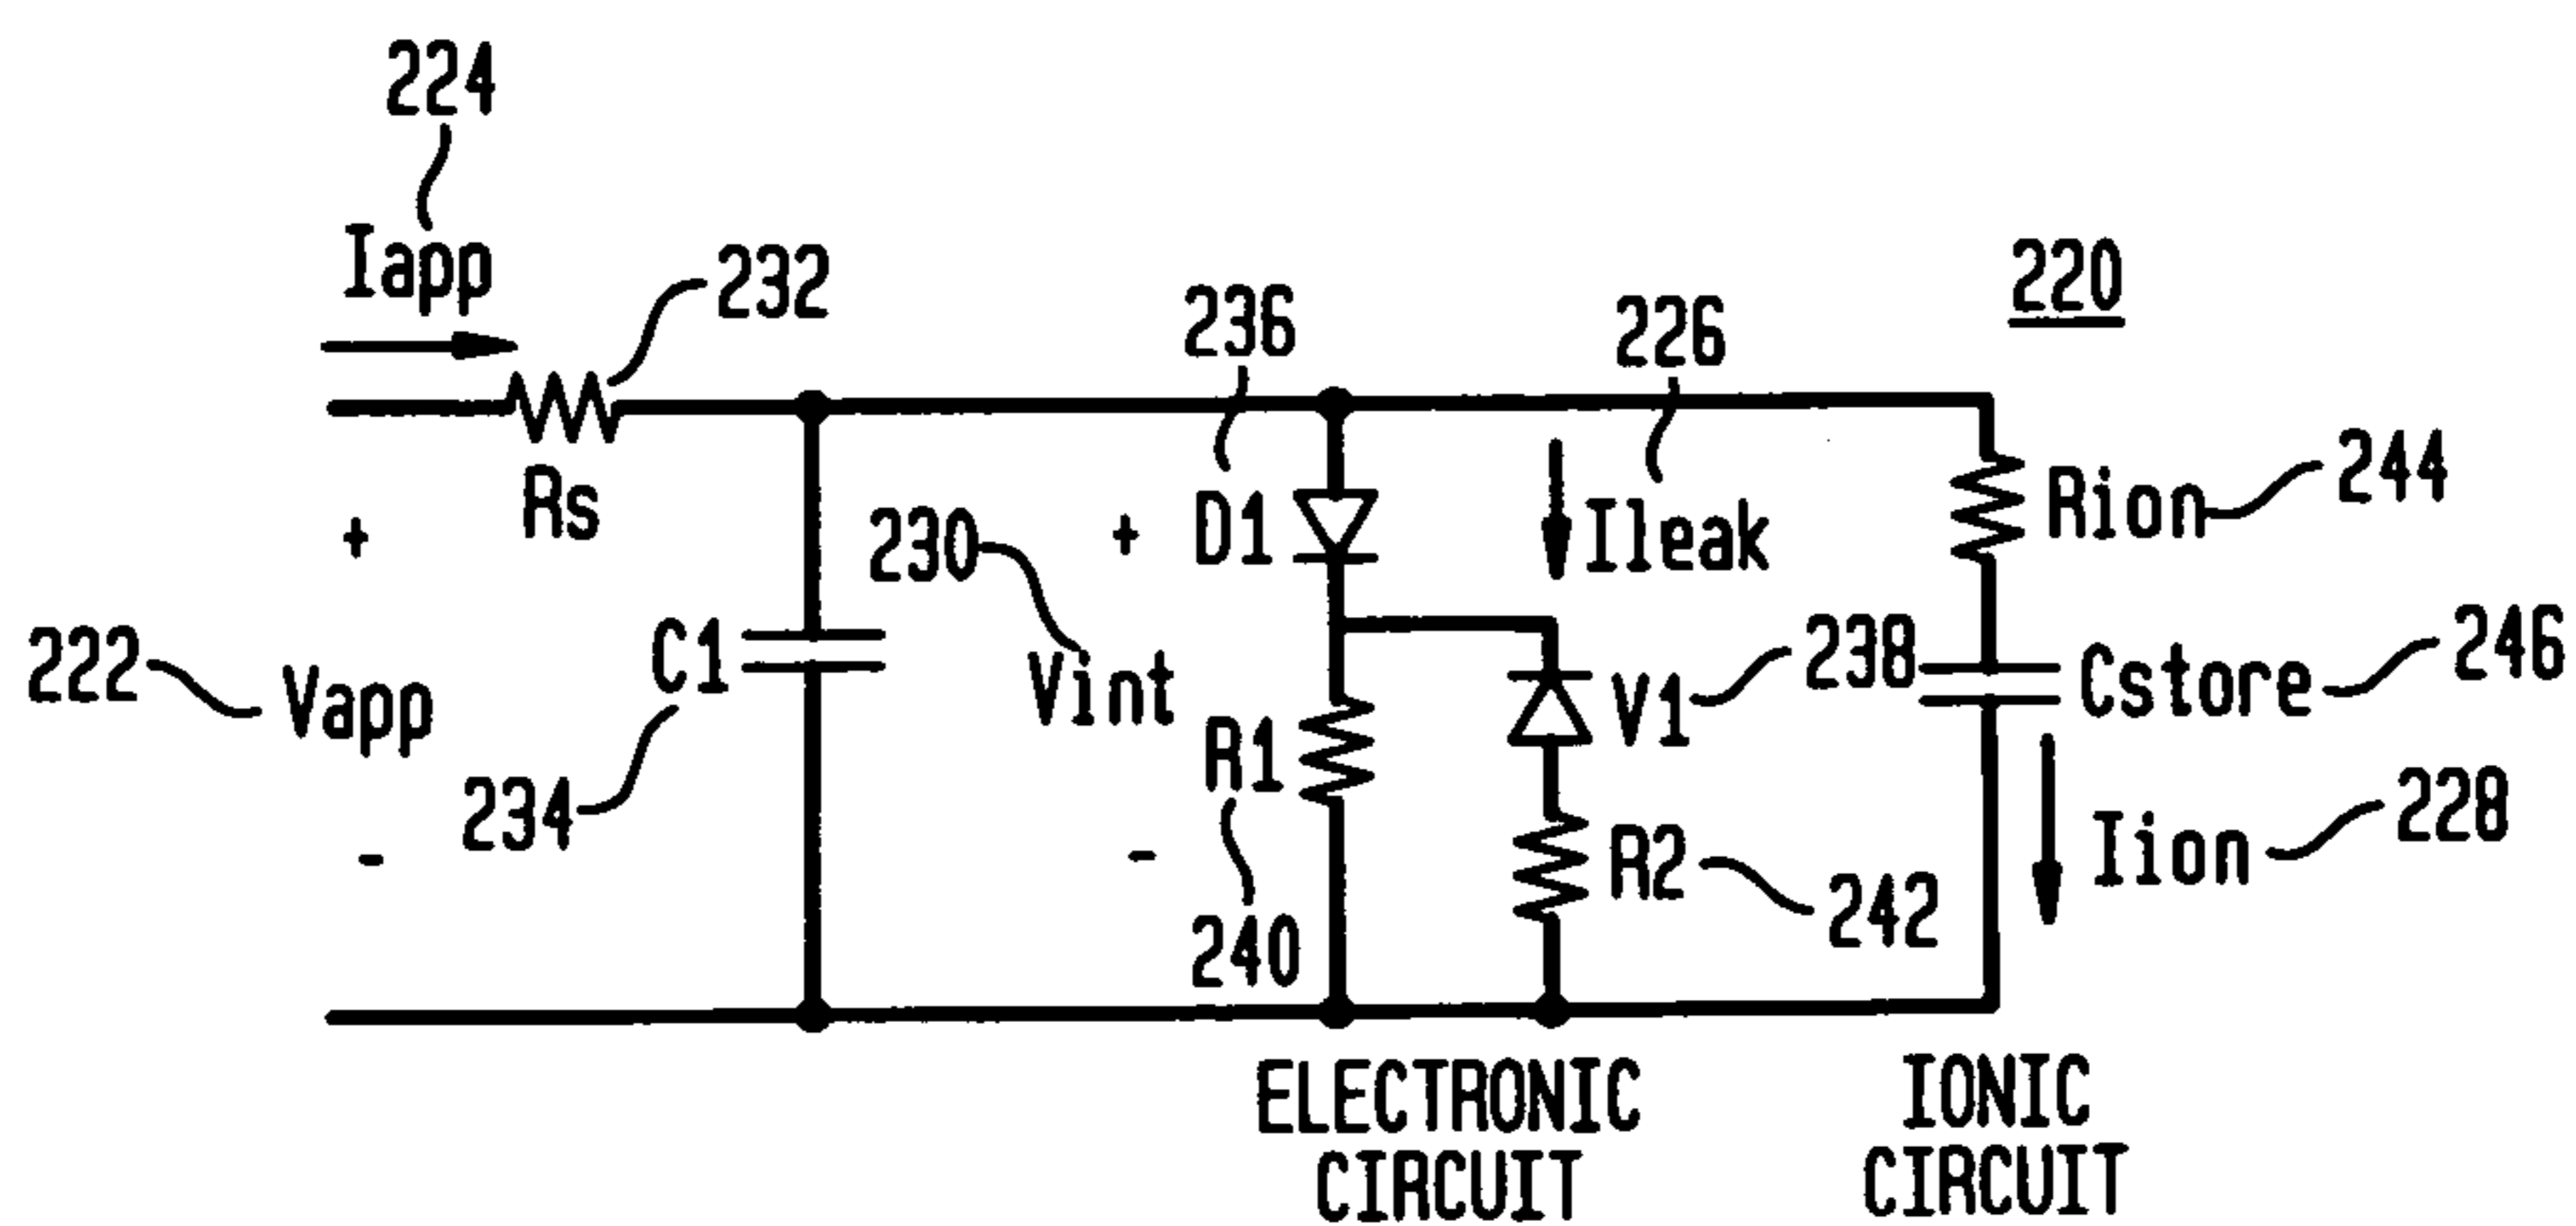 224
Iapp
232
220
236
226
Rs
+
222
Vapp
-
C1
234
230
+
Vint
-
D1
Ileak
R1
240
V1
238
R2
242
Rion
244
Cstore
246
Iion
228
ELECTRONIC
CIRCUIT
IONIC
CIRCUIT